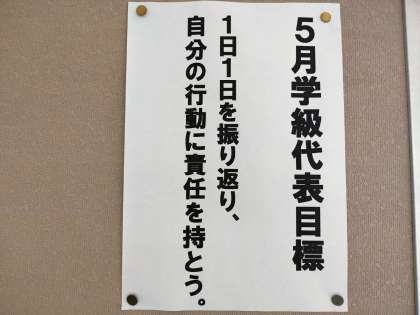 ５月学級代表目標
１日１日を振り返り、
自分の行動に責任を持とう。